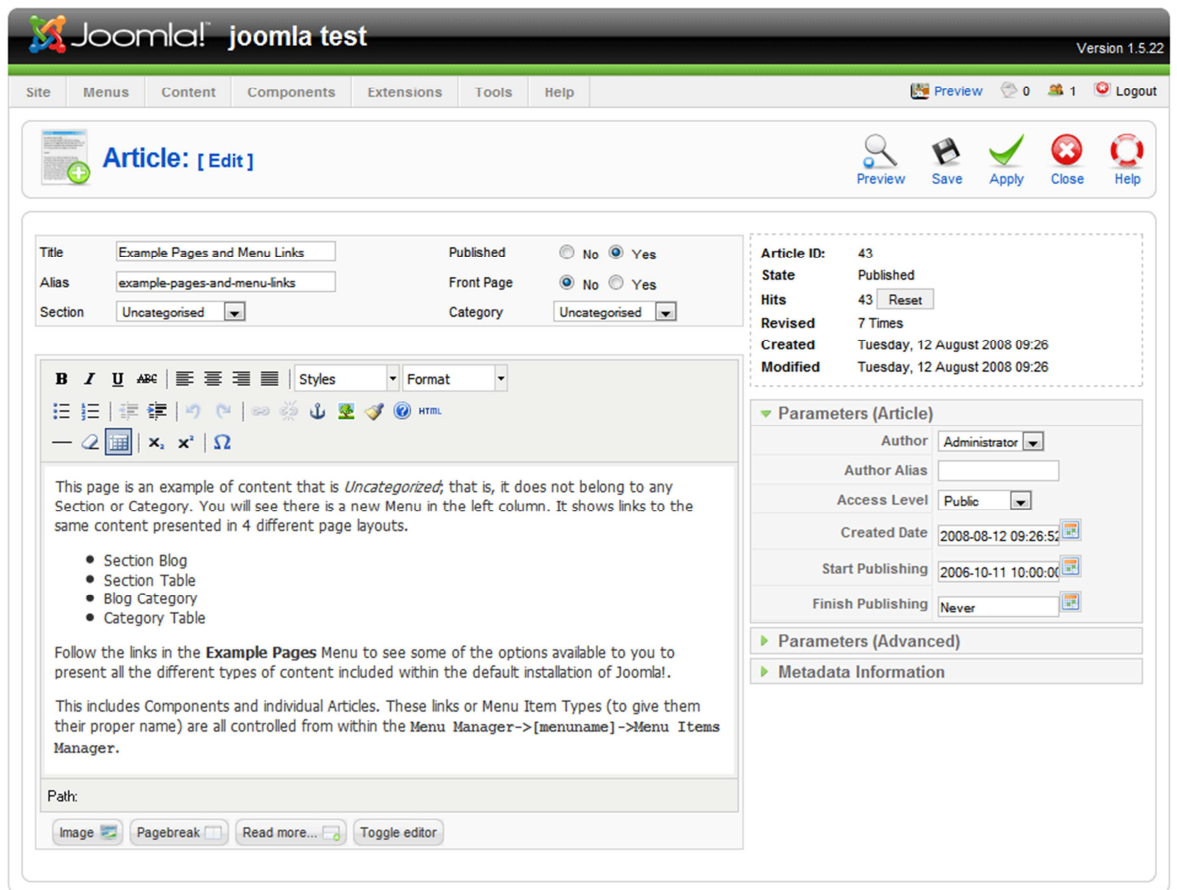 Joomla! joomla test
Version 1.5.22
Site Menus Content Components Extensions Tools Help Preview 0 1 Logout
Article: [ Edit ]
Preview Save Apply Close Help
Title Example Pages and Menu Links Published No Yes
Alias example-pages-and-menu-links Front Page No Yes
Section Uncategorised Category Uncategorised
B I U ABC Styles Format
HTML
x₂ x² Ω
This page is an example of content that is Uncategorized; that is, it does not belong to any
Section or Category. You will see there is a new Menu in the left column. It shows links to the
same content presented in 4 different page layouts.
Section Blog
Section Table
Blog Category
Category Table
Follow the links in the Example Pages Menu to see some of the options available to you to
present all the different types of content included within the default installation of Joomla!.
This includes Components and individual Articles. These links or Menu Item Types (to give them
their proper name) are all controlled from within the Menu Manager->[menuname]->Menu Items
Manager.
Path:
Image Pagebreak Read more... Toggle editor
Article ID: 43
State Published
Hits 43 Reset
Revised 7 Times
Created Tuesday, 12 August 2008 09:26
Modified Tuesday, 12 August 2008 09:26
Parameters (Article)
Author Administrator
Author Alias
Access Level Public
Created Date 2008-08-12 09:26:52
Start Publishing 2006-10-11 10:00:00
Finish Publishing Never
Parameters (Advanced)
Metadata Information